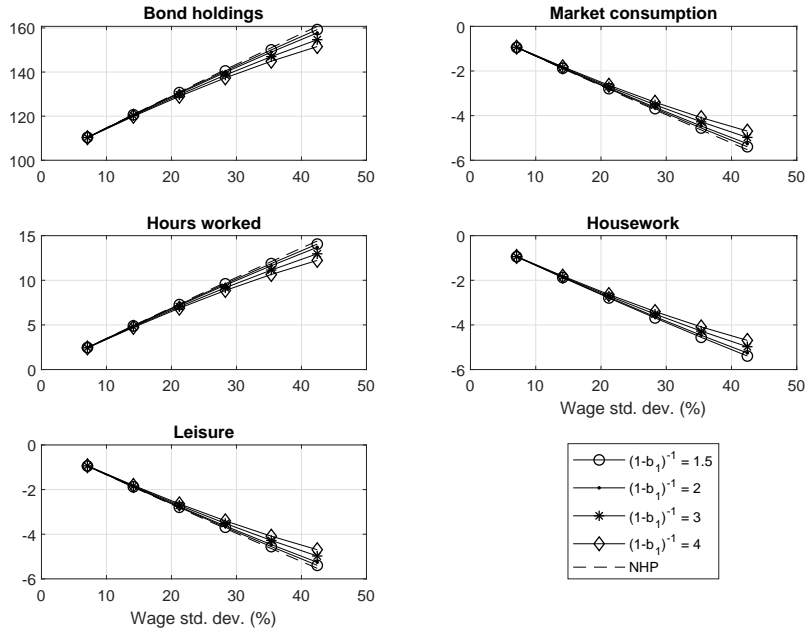 Bond holdings
160
140
120
100
0 10 20 30 40 50
Market consumption
0
-2
-4
-6
0 10 20 30 40 50
Hours worked
15
10
5
0
0 10 20 30 40 50
Housework
0
-2
-4
-6
0 10 20 30 40 50
Wage std. dev. (%)
Leisure
0
-2
-4
-6
0 10 20 30 40 50
Wage std. dev. (%)
(1-b₁)⁻¹ = 1.5
(1-b₁)⁻¹ = 2
(1-b₁)⁻¹ = 3
(1-b₁)⁻¹ = 4
NHP